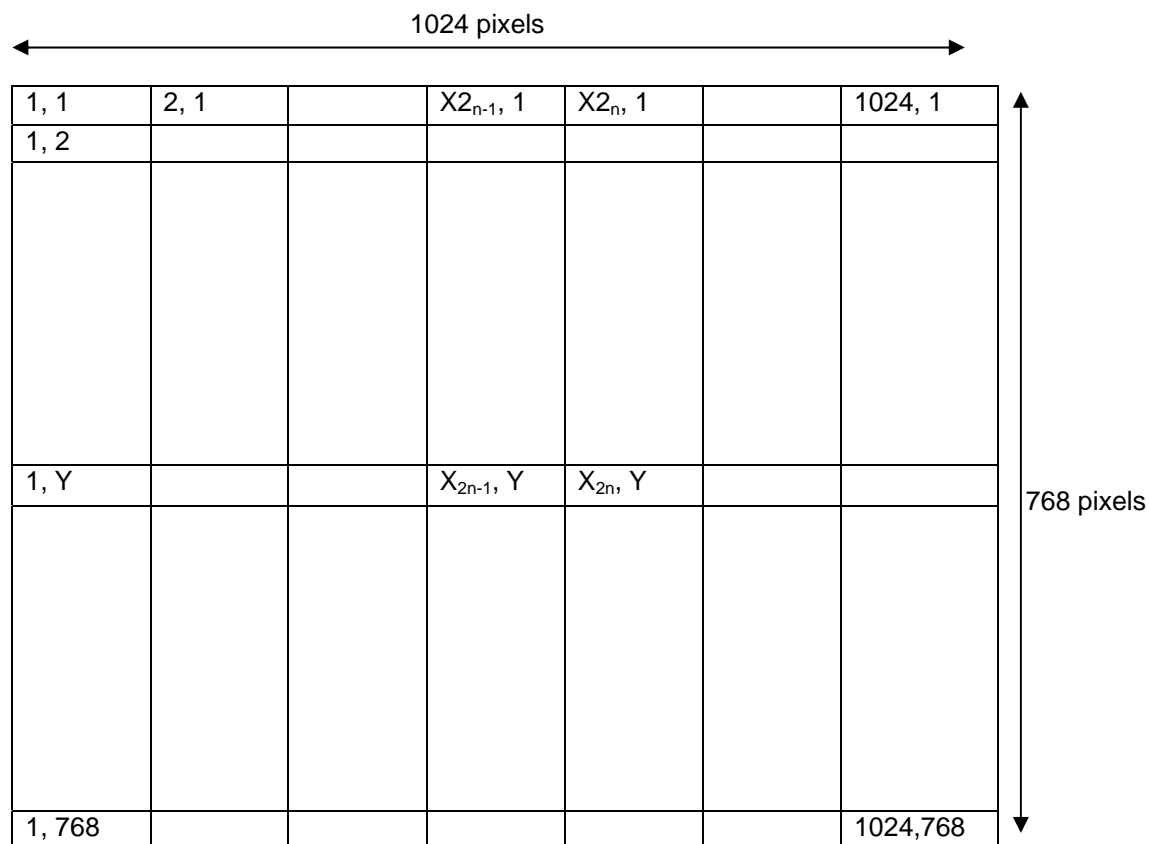 1024 pixels
1, 1 2, 1 X2ₙ₋₁, 1 X2ₙ, 1 1024, 1
1, 2
1, Y X₂ₙ₋₁, Y X₂ₙ, Y
768 pixels
1, 768 1024,768